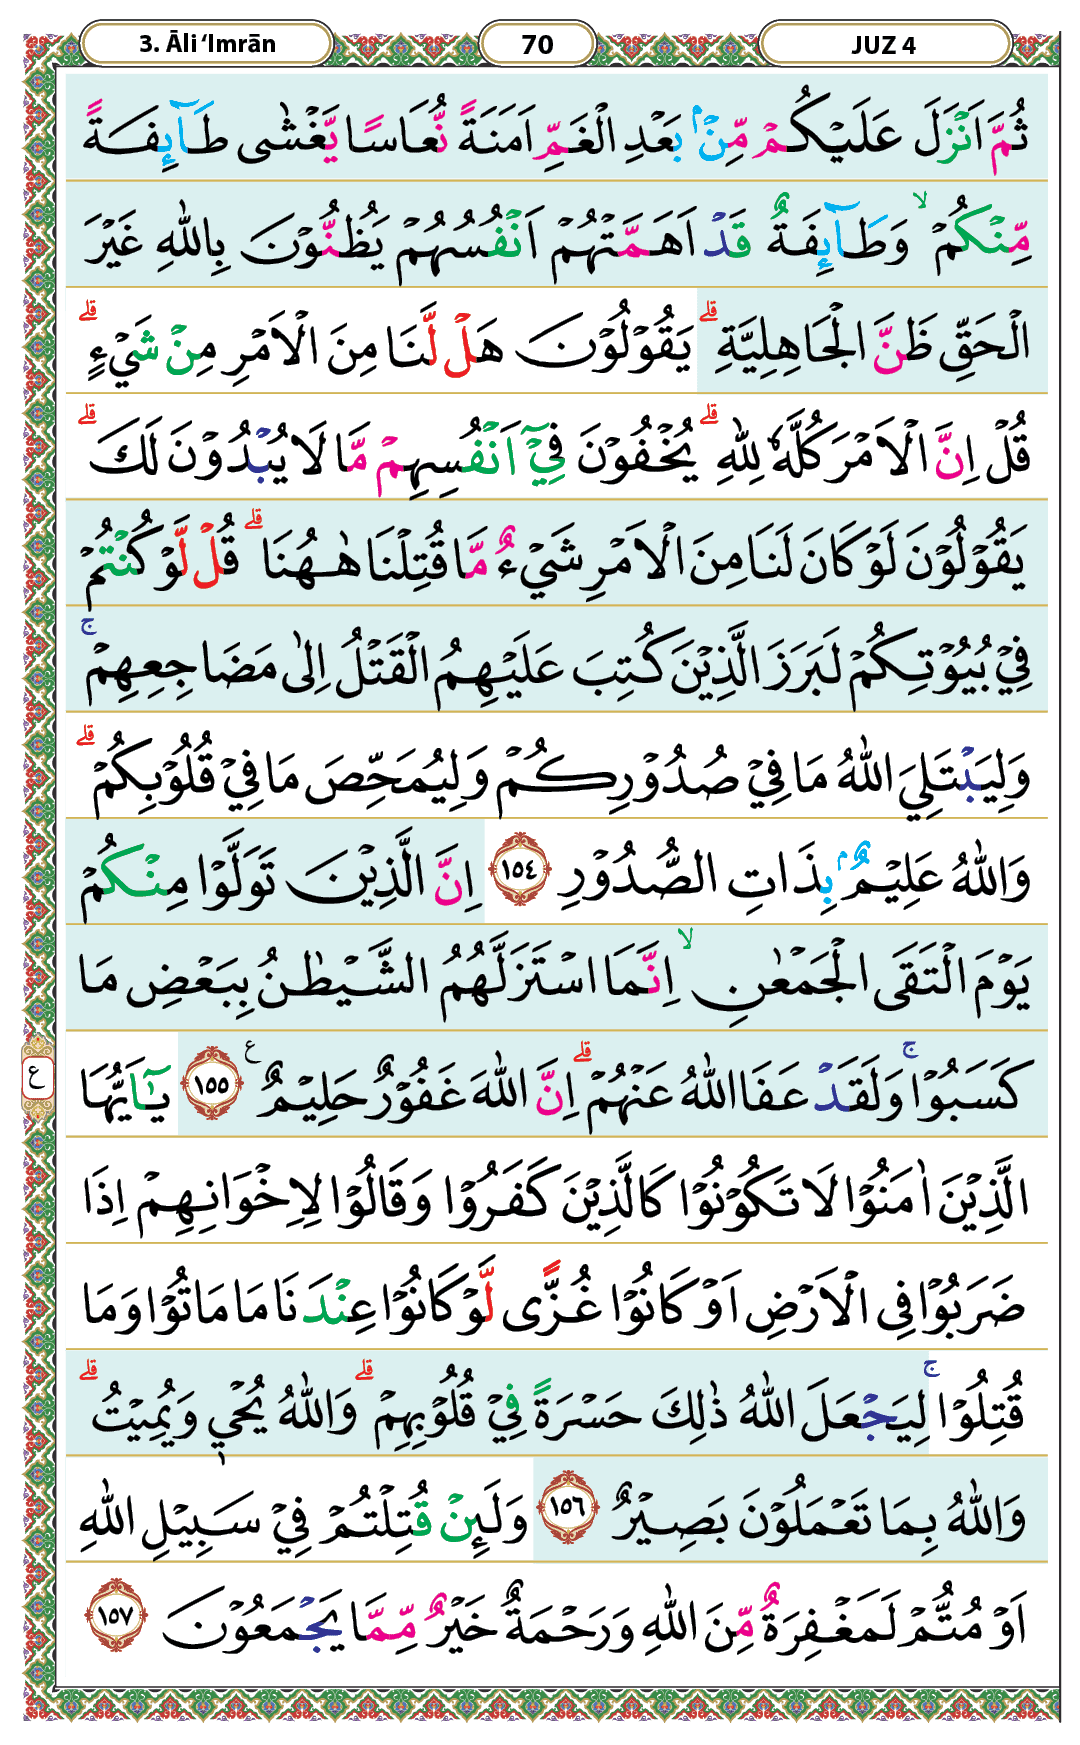 3. Āli ‘Imrān 70 JUZ 4
ثُمَّ اَنْزَلَ عَلَيْكُمْ مِّنْۢ بَعْدِ الْغَمِّ اَمَنَةً نُّعَاسًا يَّغْشٰى طَآىِٕفَةً
مِّنْكُمْ ۙ وَطَآىِٕفَةٌ قَدْ اَهَمَّتْهُمْ اَنْفُسُهُمْ يَظُنُّوْنَ بِاللّٰهِ غَيْرَ
الْحَقِّ ظَنَّ الْجَاهِلِيَّةِ ۗ يَقُوْلُوْنَ هَلْ لَّنَا مِنَ الْاَمْرِ مِنْ شَيْءٍ ۗ
قُلْ اِنَّ الْاَمْرَ كُلَّهٗ لِلّٰهِ ۗ يُخْفُوْنَ فِيْٓ اَنْفُسِهِمْ مَّا لَا يُبْدُوْنَ لَكَ ۗ
يَقُوْلُوْنَ لَوْ كَانَ لَنَا مِنَ الْاَمْرِ شَيْءٌ مَّا قُتِلْنَا هٰهُنَا ۗ قُلْ لَّوْ كُنْتُمْ
فِيْ بُيُوْتِكُمْ لَبَرَزَ الَّذِيْنَ كُتِبَ عَلَيْهِمُ الْقَتْلُ اِلٰى مَضَاجِعِهِمْ ۚ
وَلِيَبْتَلِيَ اللّٰهُ مَا فِيْ صُدُوْرِكُمْ وَلِيُمَحِّصَ مَا فِيْ قُلُوْبِكُمْ ۗ
وَاللّٰهُ عَلِيْمٌۢ بِذَاتِ الصُّدُوْرِ ١٥٤ اِنَّ الَّذِيْنَ تَوَلَّوْا مِنْكُمْ
يَوْمَ الْتَقَى الْجَمْعٰنِ ۙ اِنَّمَا اسْتَزَلَّهُمُ الشَّيْطٰنُ بِبَعْضِ مَا
كَسَبُوْا ۚ وَلَقَدْ عَفَا اللّٰهُ عَنْهُمْ ۗ اِنَّ اللّٰهَ غَفُوْرٌ حَلِيْمٌ ع ١٥٥ يٰٓاَيُّهَا
ع
الَّذِيْنَ اٰمَنُوْا لَا تَكُوْنُوْا كَالَّذِيْنَ كَفَرُوْا وَقَالُوْا لِاِخْوَانِهِمْ اِذَا
ضَرَبُوْا فِى الْاَرْضِ اَوْ كَانُوْا غُزًّى لَّوْ كَانُوْا عِنْدَنَا مَا مَاتُوْا وَمَا
قُتِلُوْا ۚ لِيَجْعَلَ اللّٰهُ ذٰلِكَ حَسْرَةً فِيْ قُلُوْبِهِمْ ۗ وَاللّٰهُ يُحْيٖ وَيُمِيْتُ ۗ
وَاللّٰهُ بِمَا تَعْمَلُوْنَ بَصِيْرٌ ١٥٦ وَلَىِٕنْ قُتِلْتُمْ فِيْ سَبِيْلِ اللّٰهِ
اَوْ مُتُّمْ لَمَغْفِرَةٌ مِّنَ اللّٰهِ وَرَحْمَةٌ خَيْرٌ مِّمَّا يَجْمَعُوْنَ ١٥٧